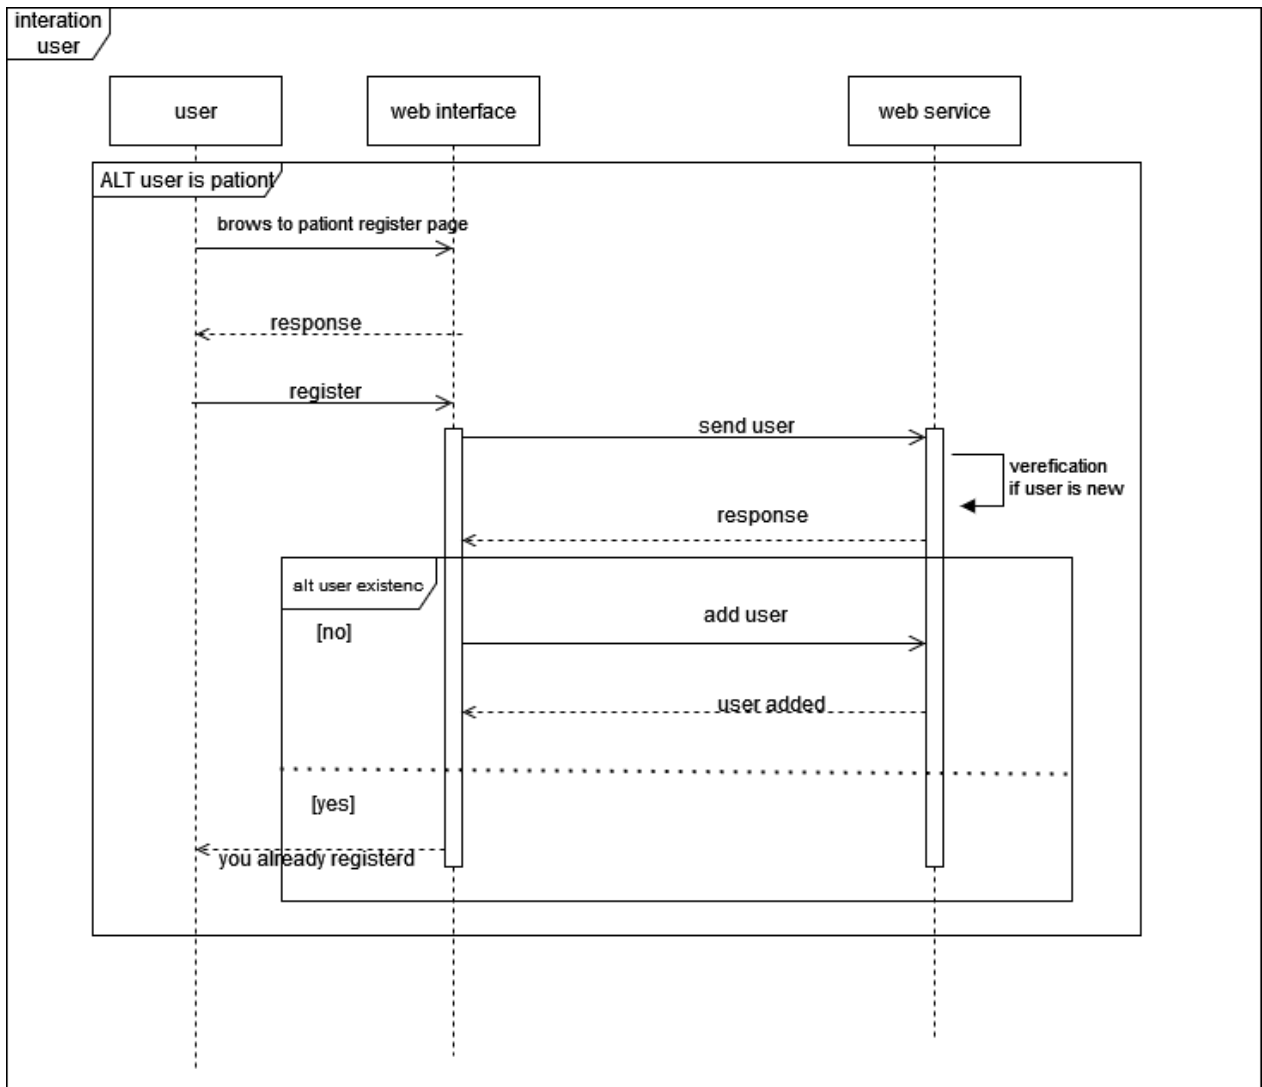 interation
user
user
web interface
web service
ALT user is pationt
brows to pationt register page
response
register
send user
verefication
if user is new
response
alt user existenc
add user
[no]
user added
[yes]
you already registerd